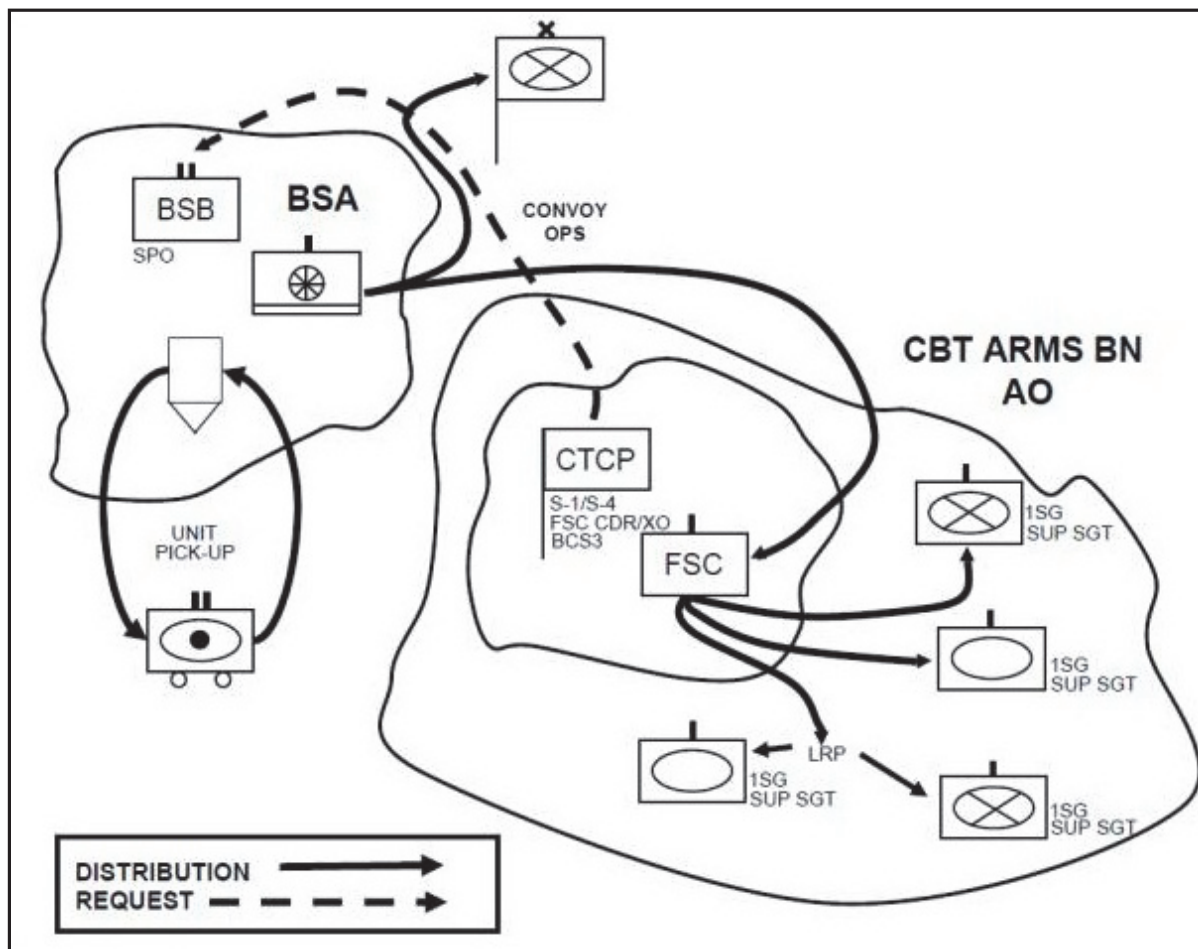 BSB
SPO
BSA
CONVOY
OPS
CBT ARMS BN
AO
CTCP
S-1/S-4
FSC CDR/XO
BCS3
FSC
UNIT
PICK-UP
1SG
SUP SGT
1SG
SUP SGT
LRP
1SG
SUP SGT
1SG
SUP SGT
DISTRIBUTION
REQUEST